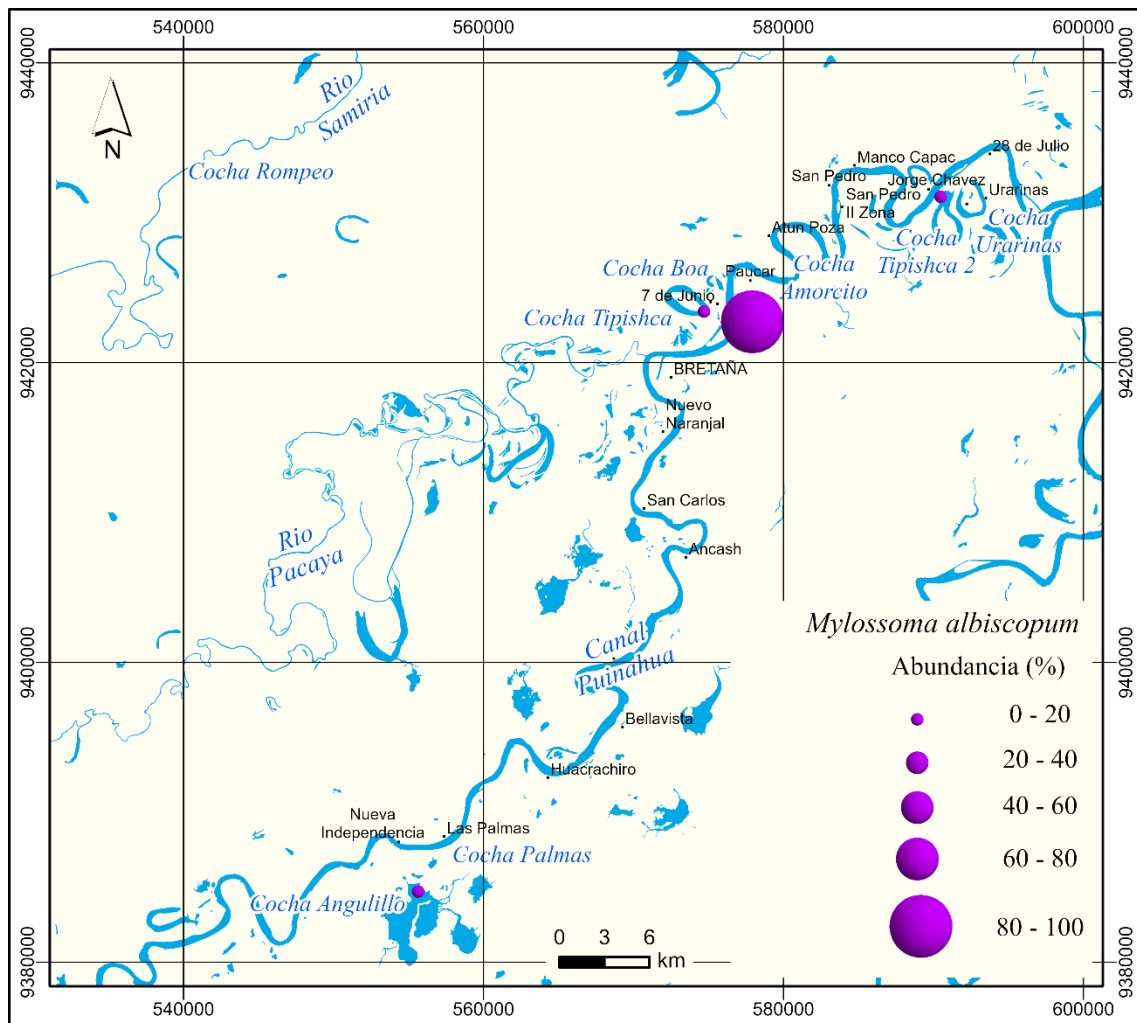 540000
560000
580000
600000
9440000
9440000
Rio
Samiria
N
Cocha Rompeo
28 de Julio
Manco Capac
San Pedro
Jorge Chavez
San Pedro
II Zona
Urarinas
Cocha
Urarinas
Atun Poza
Cocha
Tipishca 2
Cocha Boa
Paucar
Cocha
Amorcito
7 de Junio
Cocha Tipishca
9420000
9420000
BRETAÑA
Nuevo
Naranjal
San Carlos
Rio
Pacaya
Ancash
Canal
Puinahua
9400000
9400000
Bellavista
Huacrachiro
Nueva
Independencia
Las Palmas
Cocha Palmas
Cocha Angulillo
Mylossoma albiscopum
Abundancia (%)
0 - 20
20 - 40
40 - 60
60 - 80
80 - 100
0 3 6
km
9380000
9380000
540000
560000
580000
600000